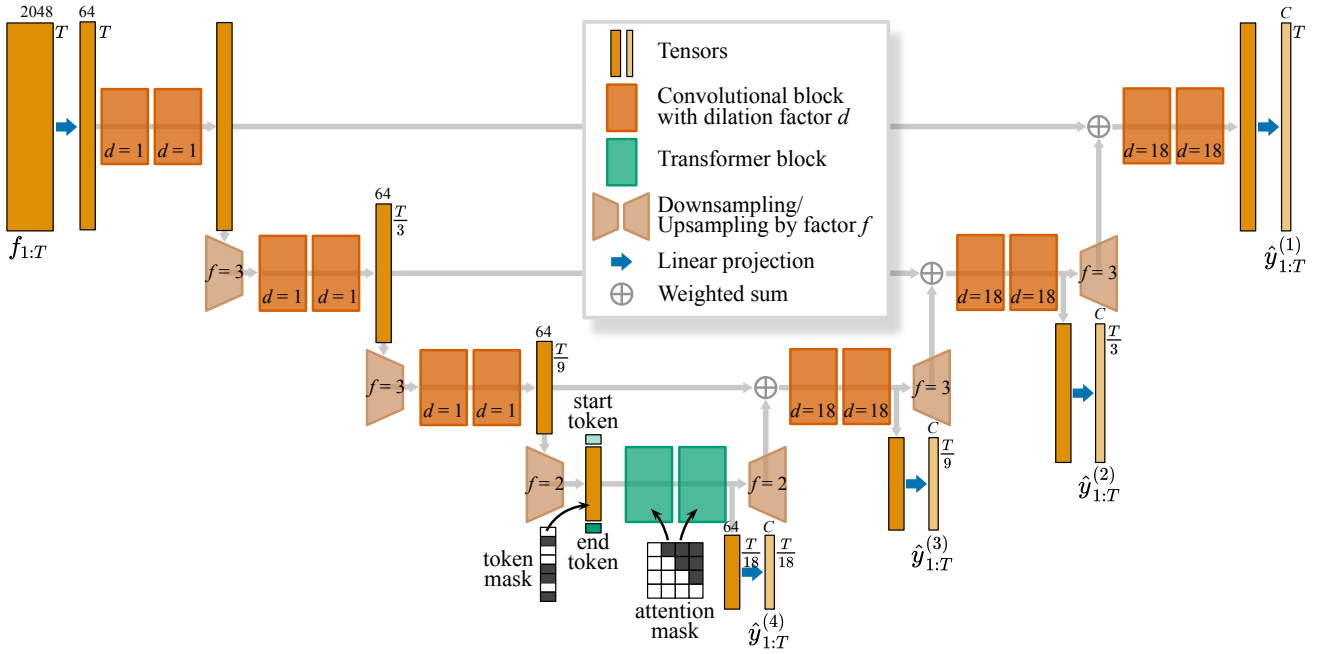 2048
T
64
T
d = 1
d = 1
f_{1:T}
Tensors
Convolutional block
with dilation factor d
Transformer block
Downsampling/
Upsampling by factor f
Linear projection
Weighted sum
d=18
d=18
C
T
ŷ^{(1)}_{1:T}
f = 3
d = 1
d = 1
64
T/3
d=18
d=18
f = 3
C
T/3
ŷ^{(2)}_{1:T}
f = 3
d = 1
d = 1
64
T/9
d=18
d=18
f = 3
C
T/9
ŷ^{(3)}_{1:T}
start
token
f = 2
f = 2
token
mask
end
token
attention
mask
64
T/18
C
T/18
ŷ^{(4)}_{1:T}